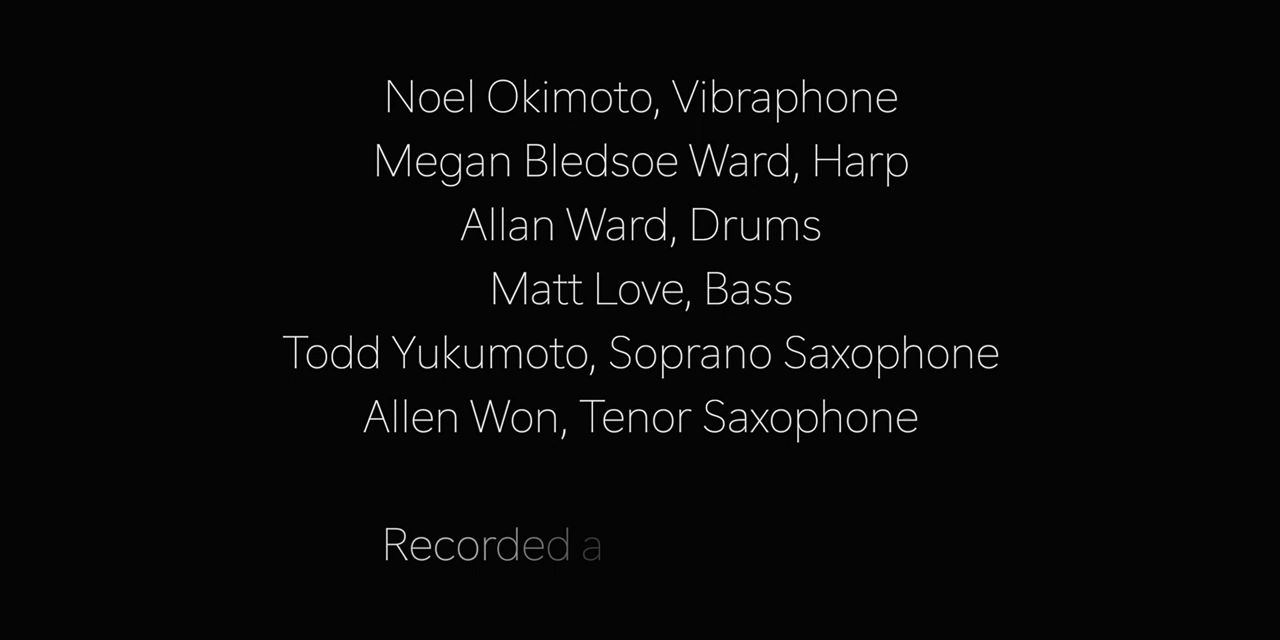 Noel Okimoto, Vibraphone
Megan Bledsoe Ward, Harp
Allan Ward, Drums
Matt Love, Bass
Todd Yukumoto, Soprano Saxophone
Allen Won, Tenor Saxophone
Recorded a